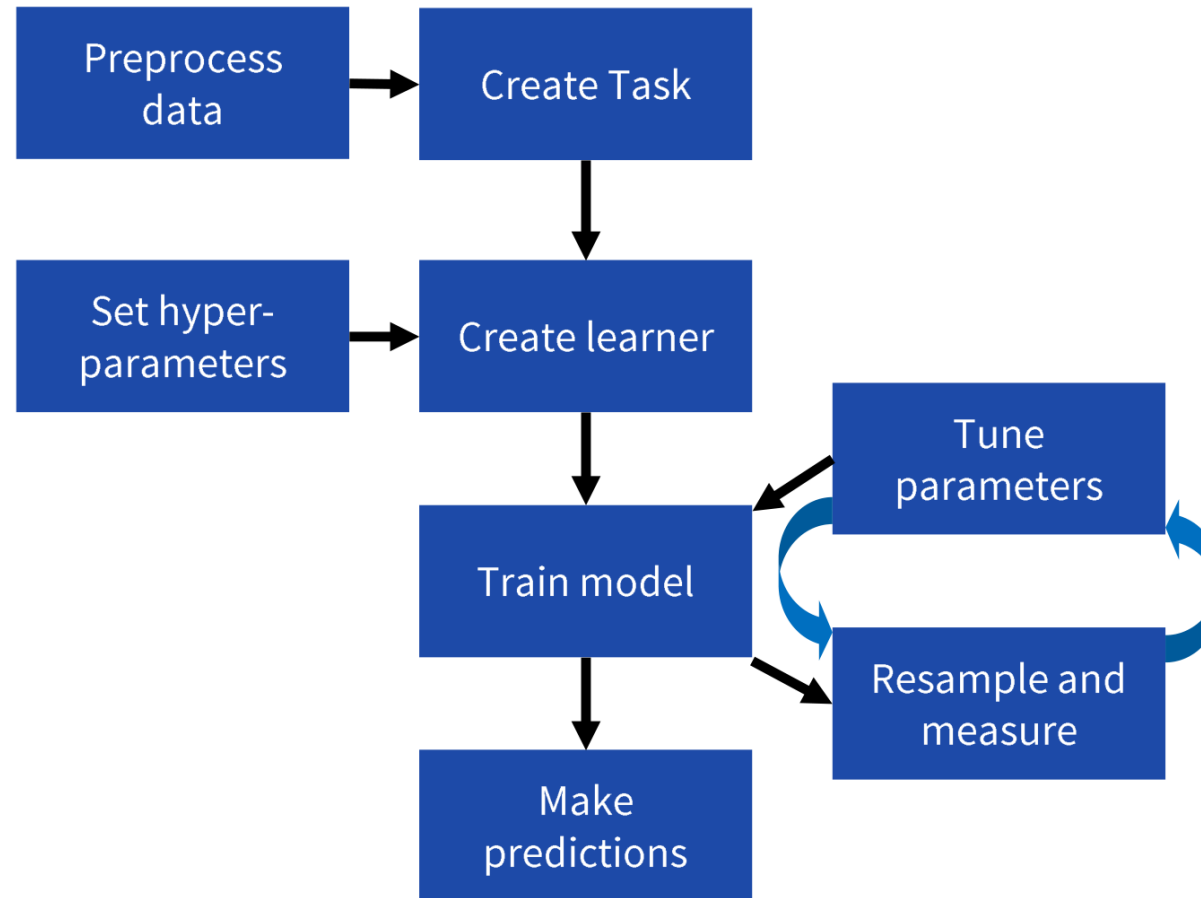 Preprocess
data
Create Task
Set hyper-
parameters
Create learner
Tune
parameters
Train model
Resample and
measure
Make
predictions